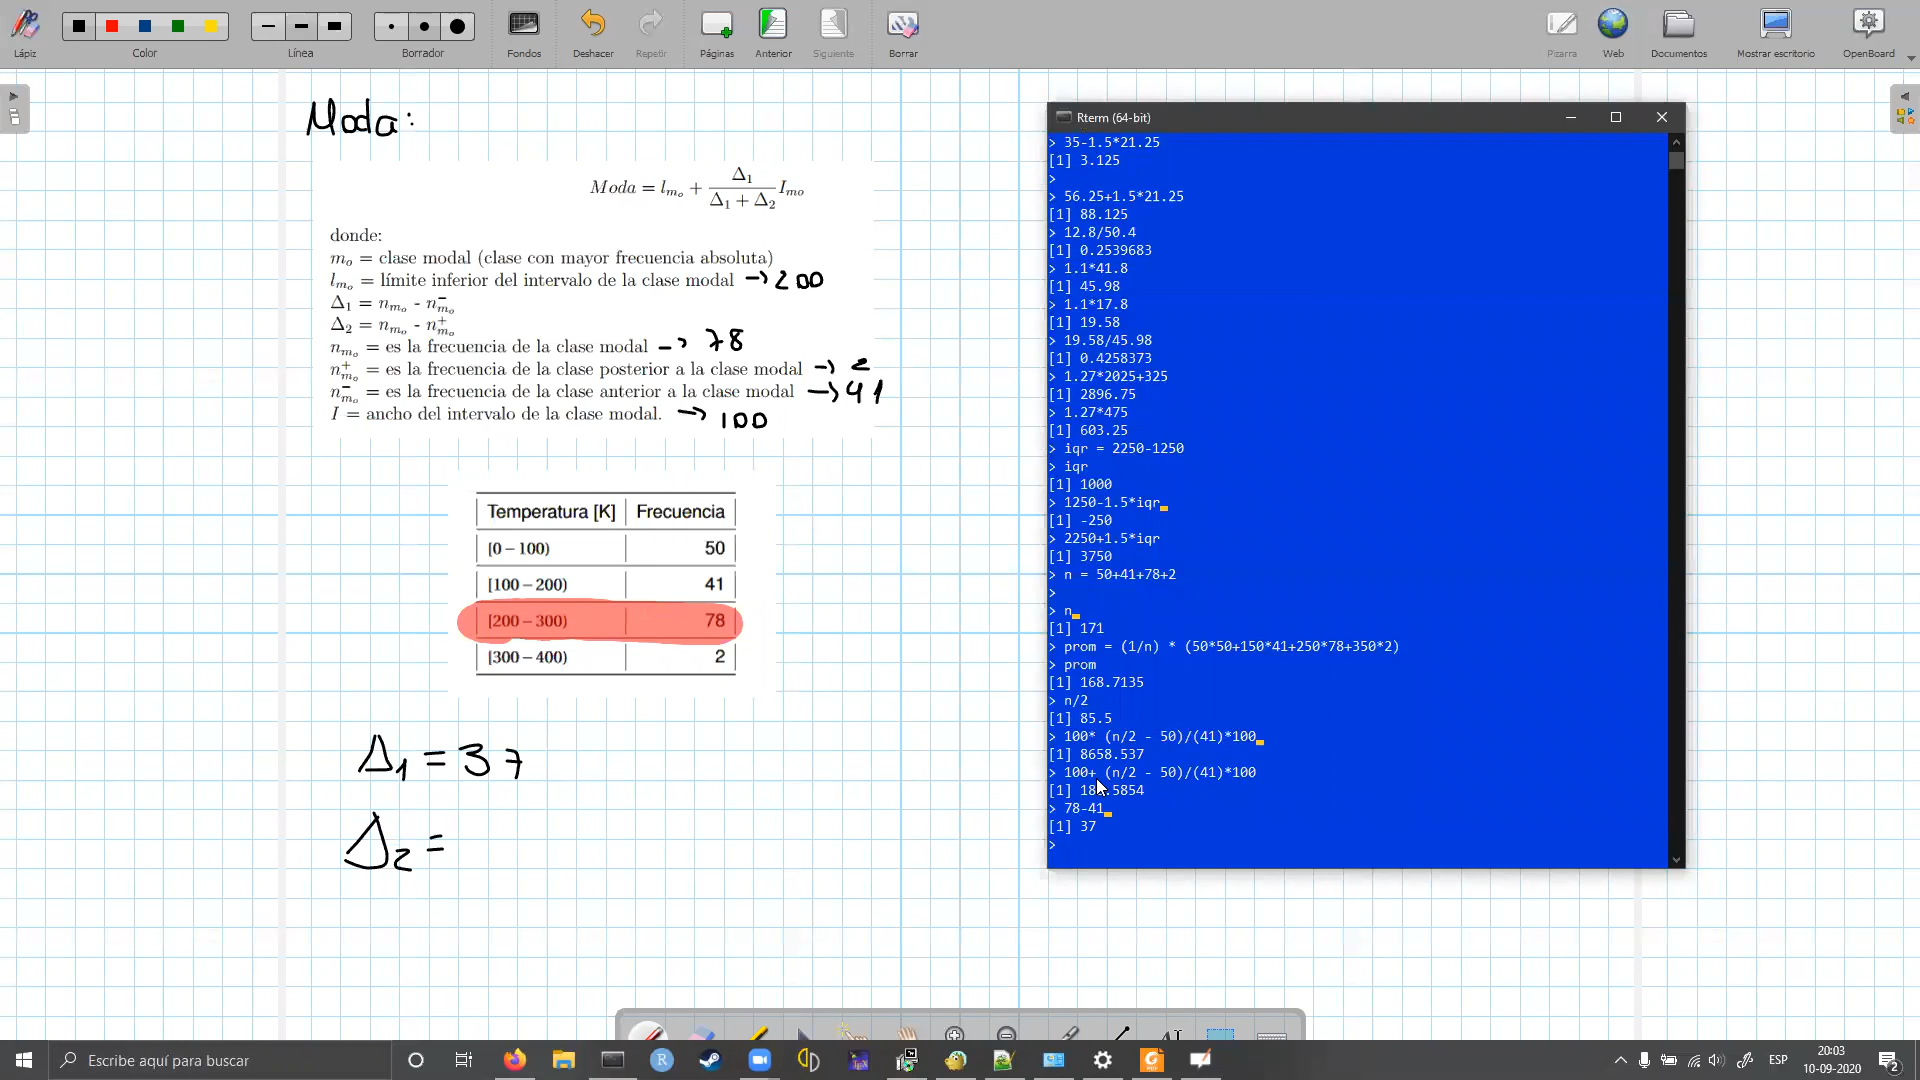 Lápiz Color Línea Borrador Fondos Deshacer Repetir Páginas Anterior Siguiente Borrar Pizarra Web Documentos Mostrar escritorio OpenBoard
Moda:
Moda = l_{m_o} + Δ1 / (Δ1 + Δ2) I_{mo}
donde:
m_o = clase modal (clase con mayor frecuencia absoluta)
l_{m_o} = límite inferior del intervalo de la clase modal → 200
Δ1 = n_{m_o} - n^-_{m_o}
Δ2 = n_{m_o} - n^+_{m_o}
n_{m_o} = es la frecuencia de la clase modal → 78
n^+_{m_o} = es la frecuencia de la clase posterior a la clase modal → 2
n^-_{m_o} = es la frecuencia de la clase anterior a la clase modal → 41
I = ancho del intervalo de la clase modal. → 100
Temperatura [K] Frecuencia
[0 – 100) 50
[100 – 200) 41
[200 – 300) 78
[300 – 400) 2
Δ1 = 37
Δ2 =
Rterm (64-bit)
> 35-1.5*21.25
[1] 3.125
>
> 56.25+1.5*21.25
[1] 88.125
> 12.8/50.4
[1] 0.2539683
> 1.1*41.8
[1] 45.98
> 1.1*17.8
[1] 19.58
> 19.58/45.98
[1] 0.4258373
> 1.27*2025+325
[1] 2896.75
> 1.27*475
[1] 603.25
> iqr = 2250-1250
> iqr
[1] 1000
> 1250-1.5*iqr
[1] -250
> 2250+1.5*iqr
[1] 3750
> n = 50+41+78+2
>
> n
[1] 171
> prom = (1/n) * (50*50+150*41+250*78+350*2)
> prom
[1] 168.7135
> n/2
[1] 85.5
> 100* (n/2 - 50)/(41)*100
[1] 8658.537
> 100+ (n/2 - 50)/(41)*100
[1] 18 .5854
> 78-41
[1] 37
>
Escribe aquí para buscar
ESP
20:03
10-09-2020
2